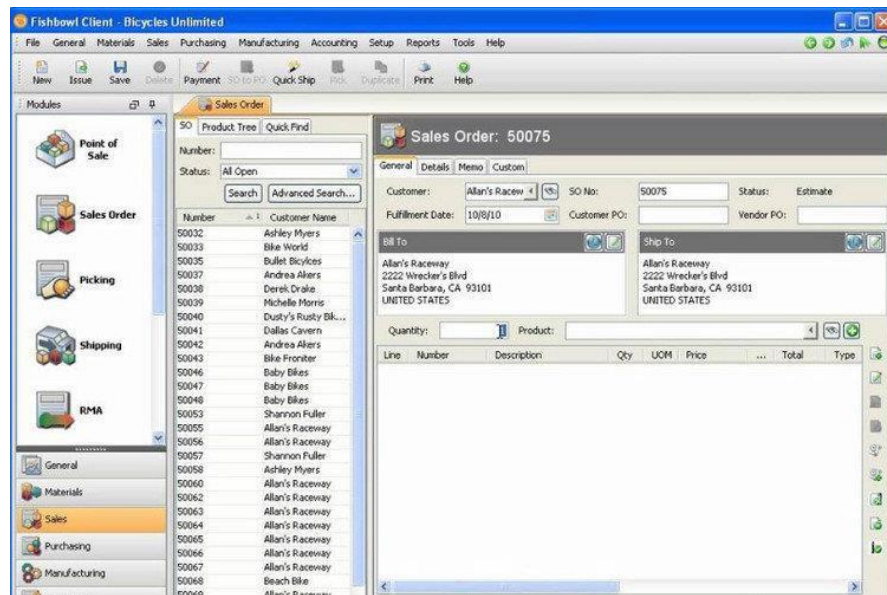 Fishbowl Client - Bicycles Unlimited
File General Materials Sales Purchasing Manufacturing Accounting Setup Reports Tools Help
New Issue Save Delete Payment SO to PO Quick Ship Pick Duplicate Print Help
Modules
Point of Sale
Sales Order
Picking
Shipping
RMA
General
Materials
Sales
Purchasing
Manufacturing
Sales Order
SO Product Tree Quick Find
Number:
Status: All Open
Search Advanced Search...
Number 1 Customer Name
50032 Ashley Myers
50033 Bike World
50035 Bullet Bicylces
50037 Andrea Akers
50038 Derek Drake
50039 Michelle Morris
50040 Dusty's Rusty Bik...
50041 Dallas Cavern
50042 Andrea Akers
50043 Bike Froniter
50046 Baby Bikes
50047 Baby Bikes
50048 Baby Bikes
50053 Shannon Fuller
50055 Allan's Raceway
50056 Allan's Raceway
50057 Shannon Fuller
50058 Ashley Myers
50060 Allan's Raceway
50062 Allan's Raceway
50063 Allan's Raceway
50064 Allan's Raceway
50065 Allan's Raceway
50066 Allan's Raceway
50067 Allan's Raceway
50068 Beach Bike
50069 Allan's Raceway
Sales Order: 50075
General Details Memo Custom
Customer: Allan's Racew SO No: 50075 Status: Estimate
Fulfillment Date: 10/8/10 Customer PO: Vendor PO:
Bill To
Allan's Raceway
2222 Wrecker's Blvd
Santa Barbara, CA 93101
UNITED STATES
Ship To
Allan's Raceway
2222 Wrecker's Blvd
Santa Barbara, CA 93101
UNITED STATES
Quantity: Product:
Line Number Description Qty UOM Price ... Total Type